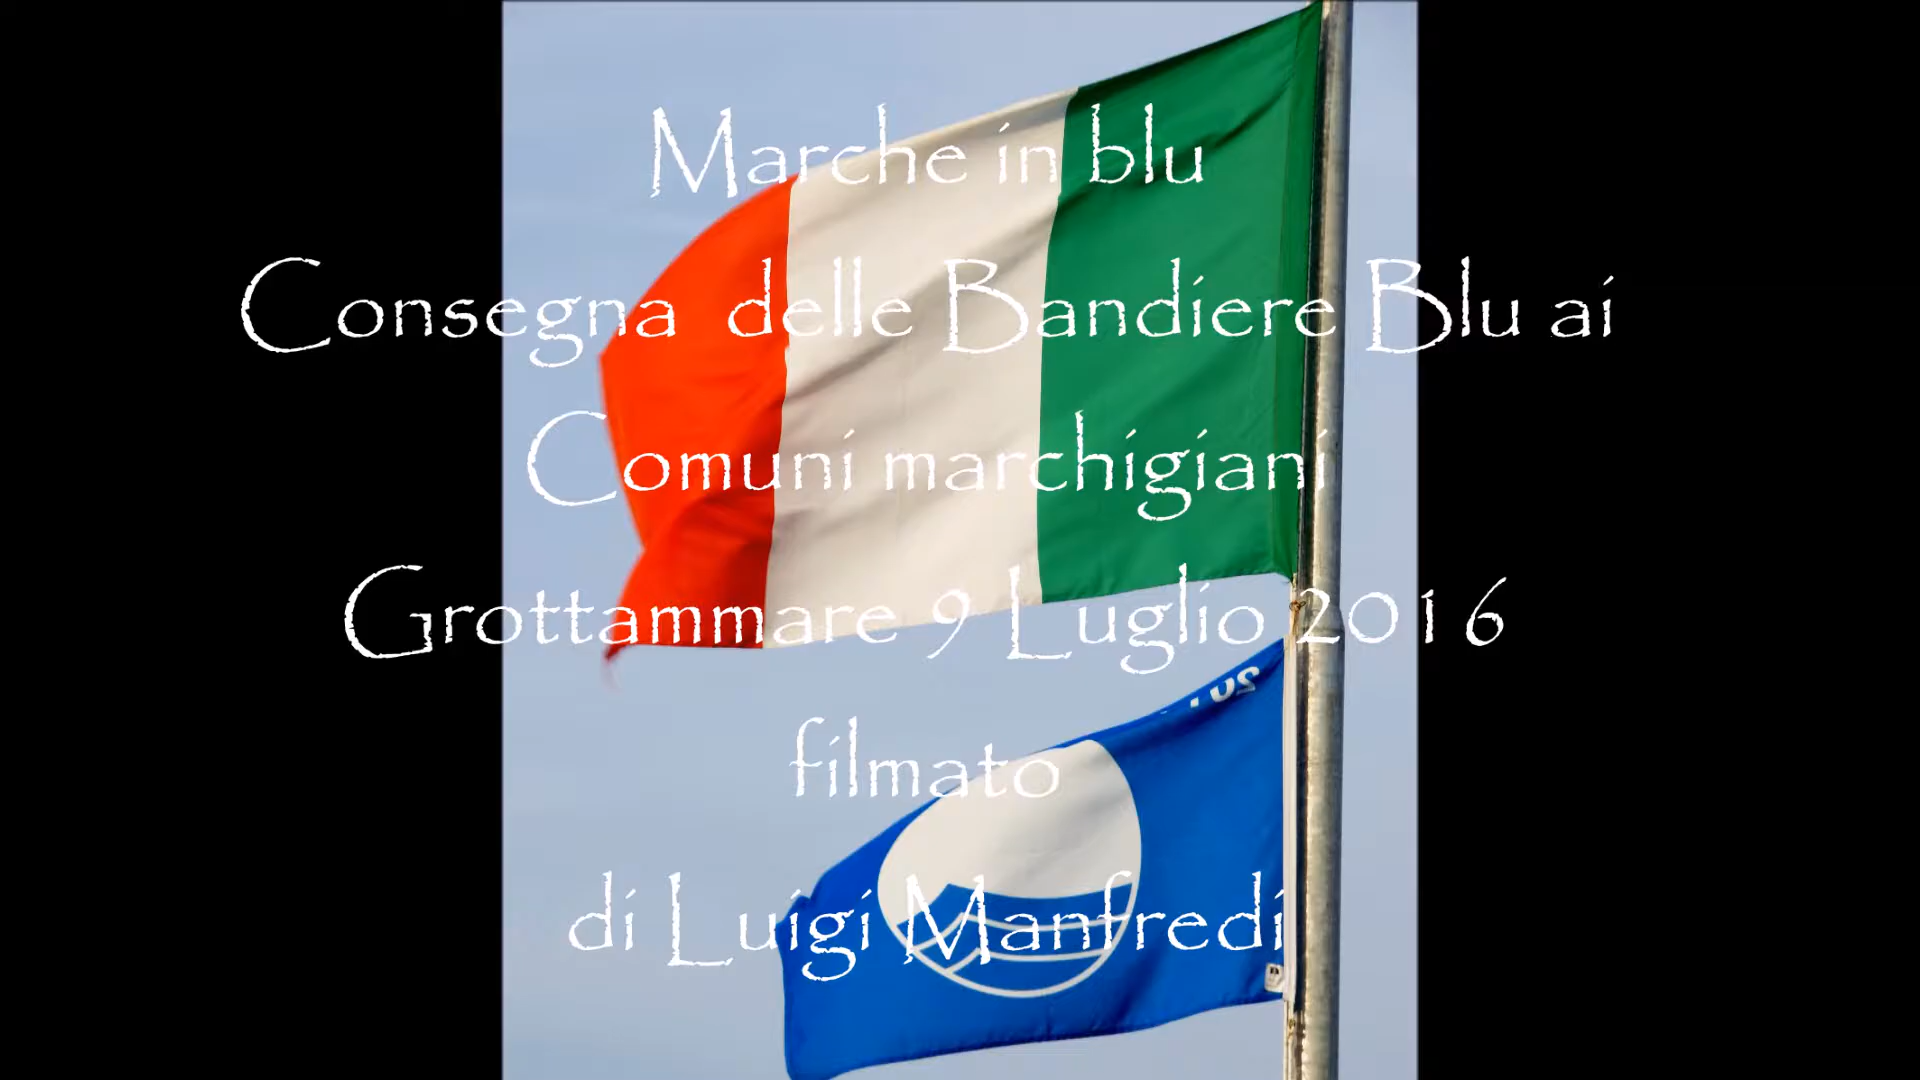 Marche in blu
Consegna delle Bandiere Blu ai
Comuni marchigiani
Grottammare 9 Luglio 2016
filmato
di Luigi Manfredi